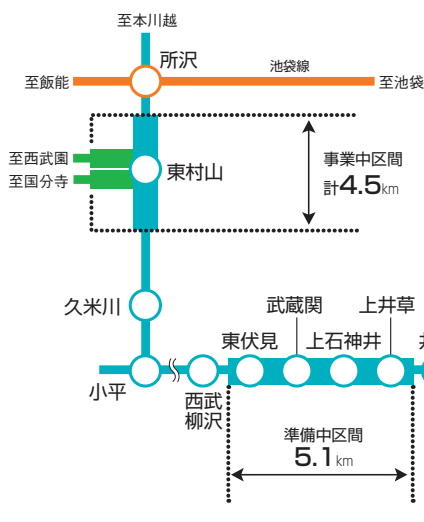 至本川越
所沢
池袋線
至飯能
至池袋
事業中区間
計4.5km
至西武園
至国分寺
東村山
久米川
武蔵関
上井草
東伏見
上石神井
小平
西武
柳沢
準備中区間
5.1km